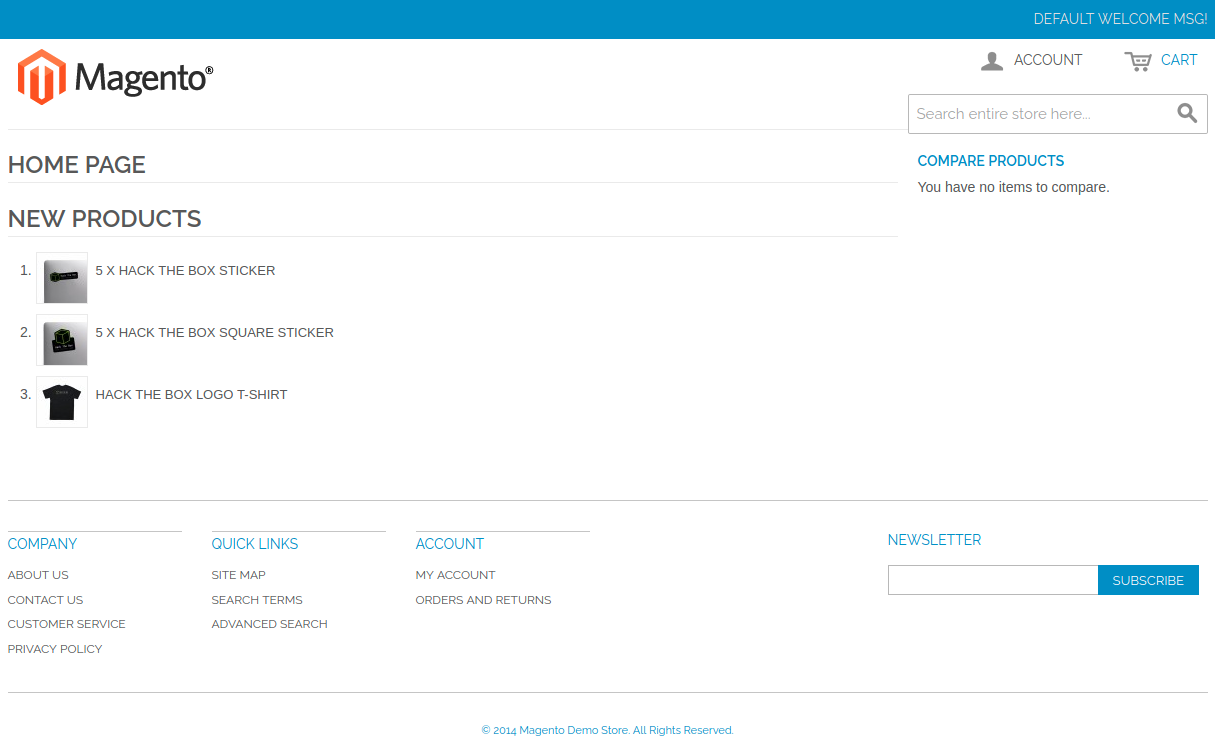 DEFAULT WELCOME MSG!
Magento®
ACCOUNT
CART
Search entire store here...
HOME PAGE
COMPARE PRODUCTS
You have no items to compare.
NEW PRODUCTS
1. 5 X HACK THE BOX STICKER
2. 5 X HACK THE BOX SQUARE STICKER
3. HACK THE BOX LOGO T-SHIRT
COMPANY
ABOUT US
CONTACT US
CUSTOMER SERVICE
PRIVACY POLICY
QUICK LINKS
SITE MAP
SEARCH TERMS
ADVANCED SEARCH
ACCOUNT
MY ACCOUNT
ORDERS AND RETURNS
NEWSLETTER
SUBSCRIBE
© 2014 Magento Demo Store. All Rights Reserved.